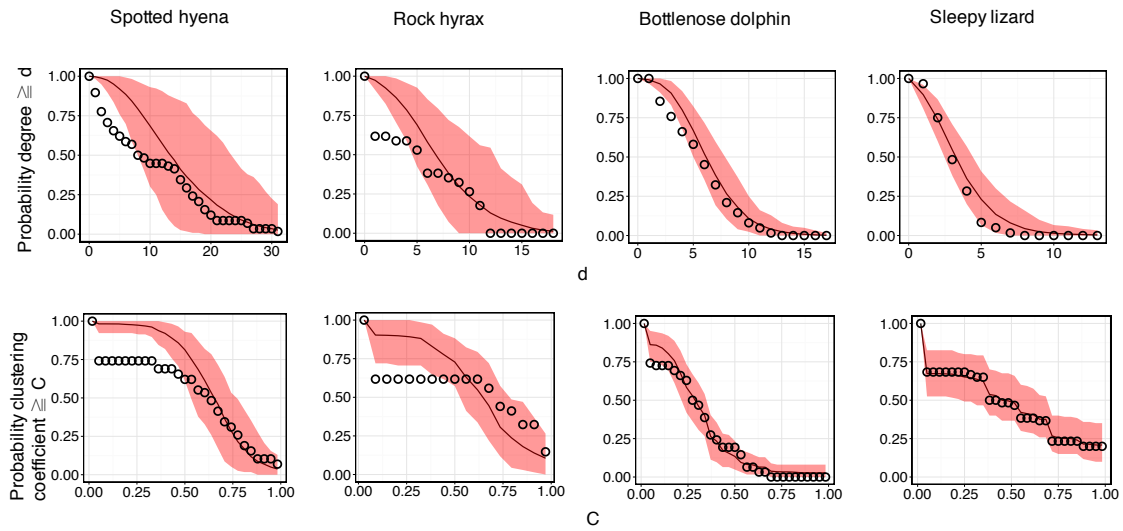 Spotted hyena
Rock hyrax
Bottlenose dolphin
Sleepy lizard
Probability degree ≧ d
1.00
0.75
0.50
0.25
0.00
0 10 20 30
1.00
0.75
0.50
0.25
0.00
0 5 10 15
1.00
0.75
0.50
0.25
0.00
0 5 10 15
1.00
0.75
0.50
0.25
0.00
0 5 10
d
Probability clustering
coefficient ≧ C
1.00
0.75
0.50
0.25
0.00
0.00 0.25 0.50 0.75 1.00
1.00
0.75
0.50
0.25
0.00
0.00 0.25 0.50 0.75 1.00
1.00
0.75
0.50
0.25
0.00
0.00 0.25 0.50 0.75 1.00
1.00
0.75
0.50
0.25
0.00
0.00 0.25 0.50 0.75 1.00
C